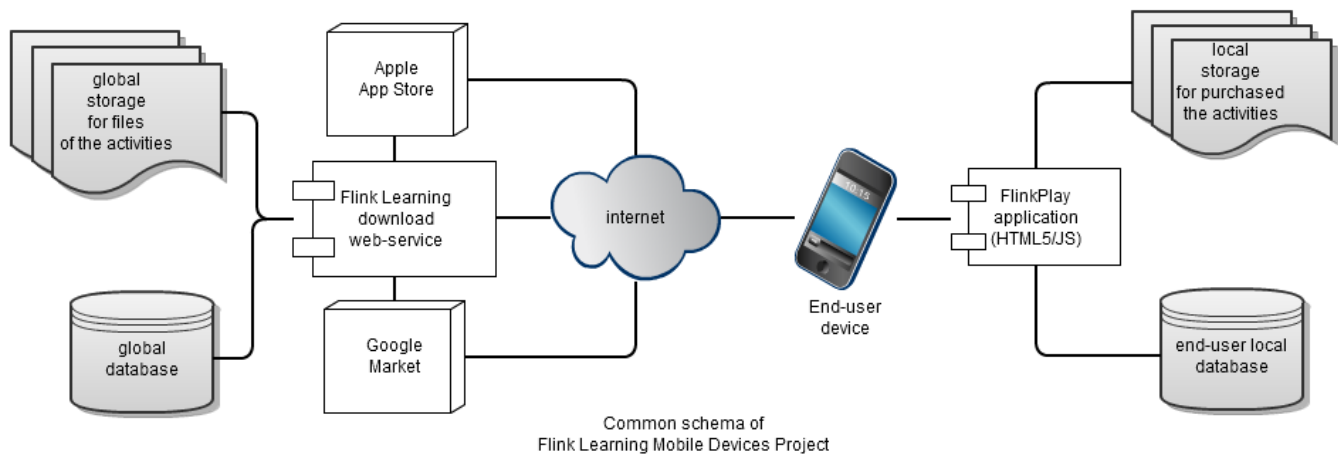 global
storage
for files
of the activities
Apple
App Store
Flink Learning
download
web-service
global
database
Google
Market
internet
10:15
End-user
device
FlinkPlay
application
(HTML5/JS)
local
storage
for purchased
the activities
end-user local
database
Common schema of
Flink Learning Mobile Devices Project